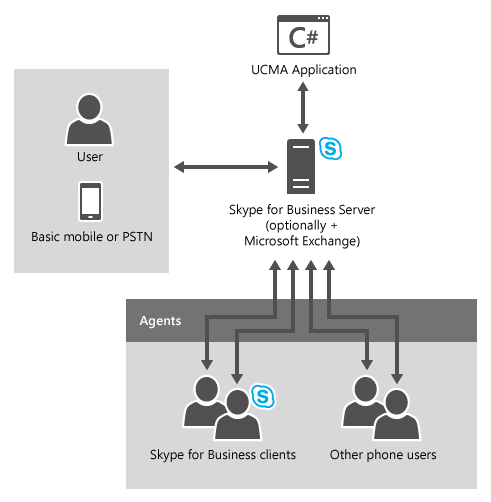 C#
UCMA Application
User
Basic mobile or PSTN
S
Skype for Business Server
(optionally +
Microsoft Exchange)
Agents
S
Skype for Business clients
Other phone users